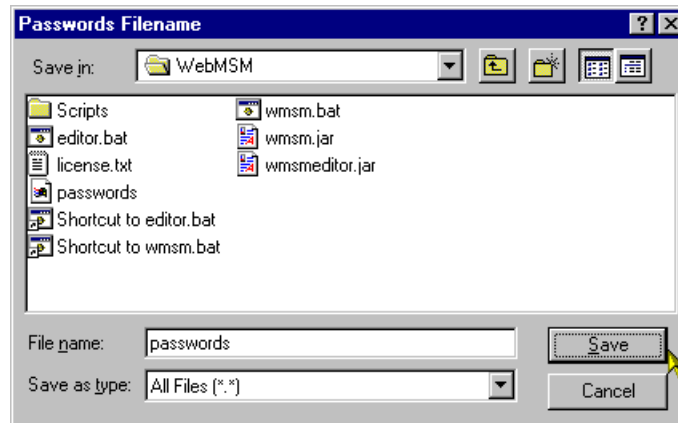 Passwords Filename
Save in: WebMSM
Scripts
editor.bat
license.txt
passwords
Shortcut to editor.bat
Shortcut to wmsm.bat
wmsm.bat
wmsm.jar
wmsmeditor.jar
File name: passwords Save
Save as type: All Files (*.*) Cancel